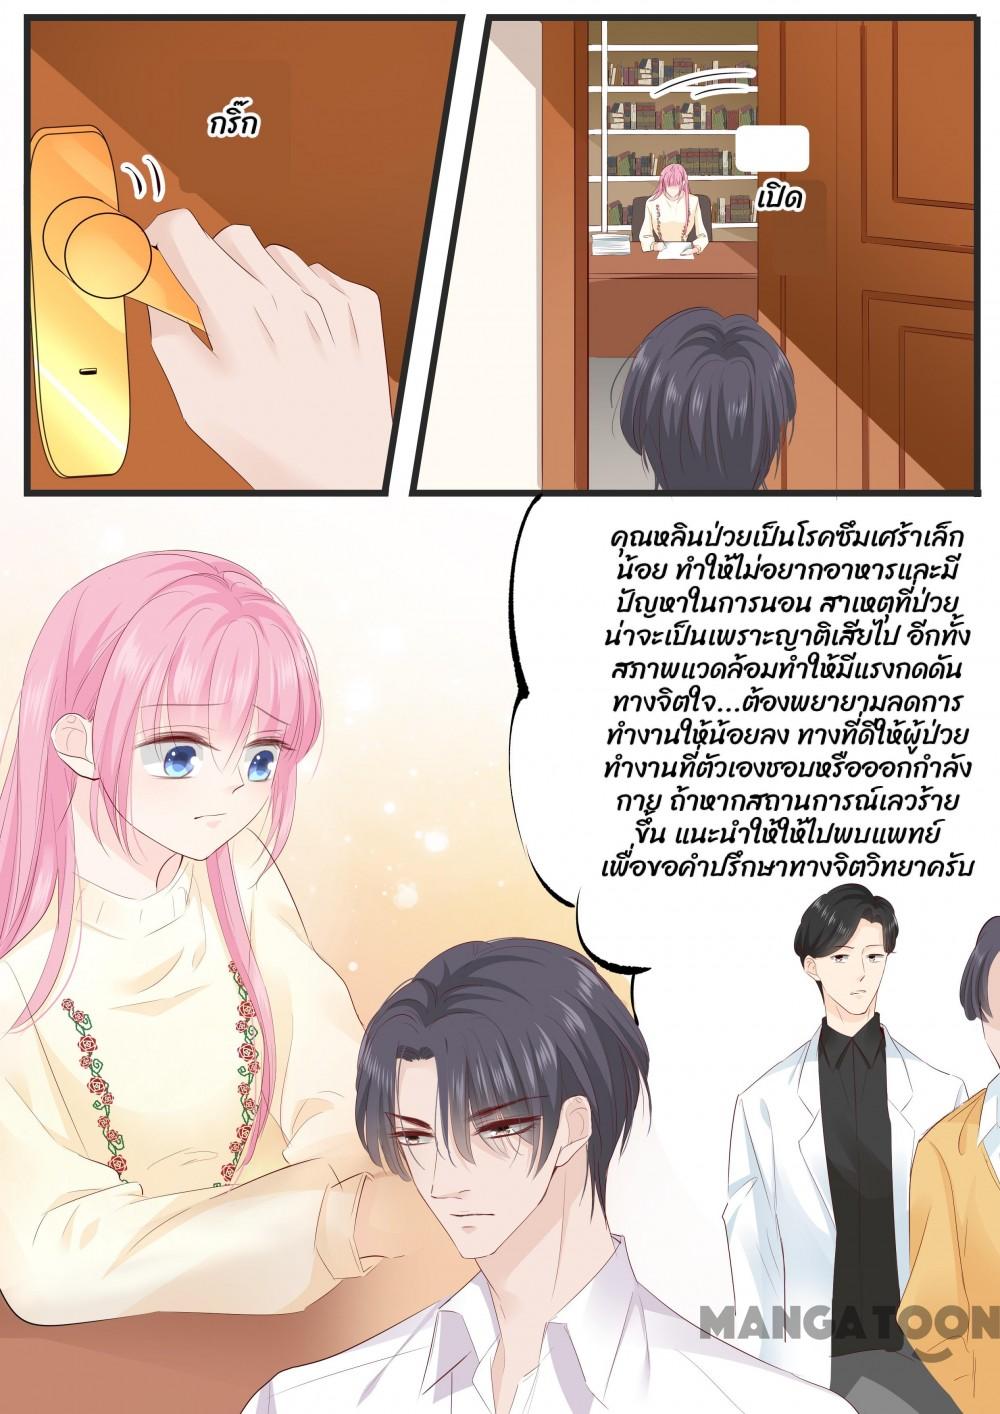 กริ๊ก
เปิด
คุณหลินป่วยเป็นโรคซึมเศร้าเล็ก
น้อย ทำให้ไม่อยากอาหารและมี
ปัญหาในการนอน สาเหตุที่ป่วย
น่าจะเป็นเพราะญาติเสียไป อีกทั้ง
สภาพแวดล้อมทำให้มีแรงกดดัน
ทางจิตใจ...ต้องพยายามลดการ
ทำงานให้น้อยลง ทางที่ดีให้ผู้ป่วย
ทำงานที่ตัวเองชอบหรือออกกำลัง
กาย ถ้าหากสถานการณ์เลวร้าย
ขึ้น แนะนำให้ให้ไปพบแพทย์
เพื่อขอคำปรึกษาทางจิตวิทยาครับ
MANGATOON